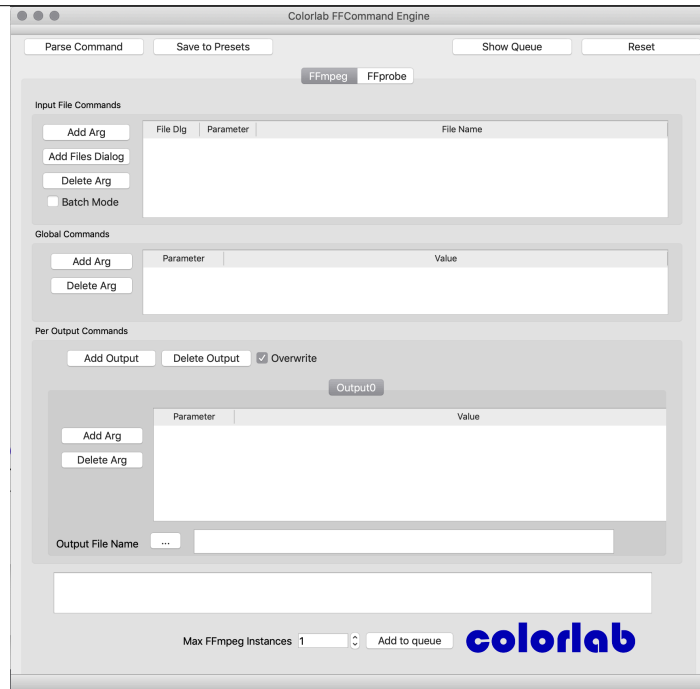 Colorlab FFCommand Engine
Parse Command Save to Presets Show Queue Reset
FFmpeg FFprobe
Input File Commands
Add Arg File Dlg Parameter File Name
Add Files Dialog
Delete Arg
Batch Mode
Global Commands
Add Arg Parameter Value
Delete Arg
Per Output Commands
Add Output Delete Output Overwrite
Output0
Parameter Value
Add Arg
Delete Arg
Output File Name ...
Max FFmpeg Instances 1 Add to queue colorlab